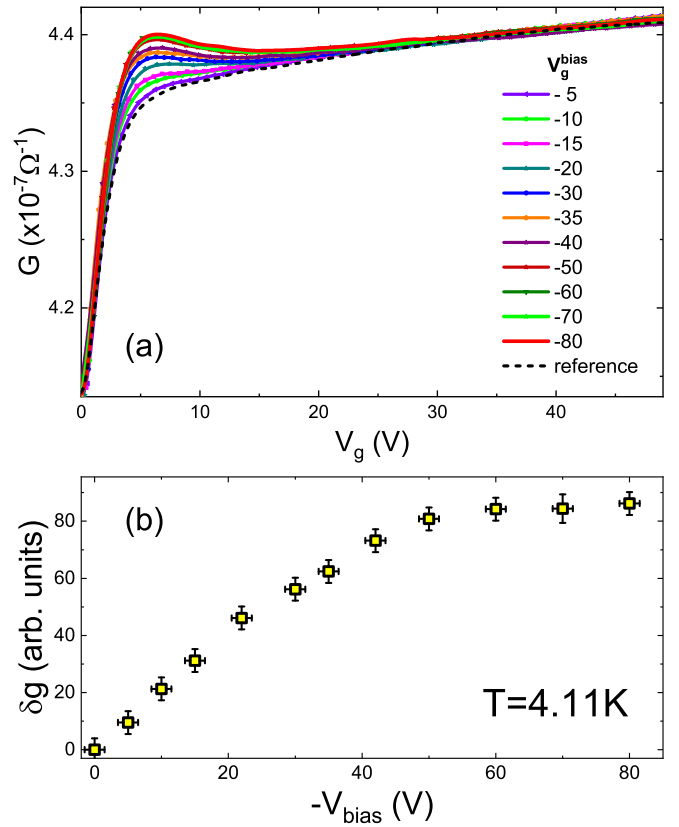 4.4
4.3
4.2
G (x10⁻⁷Ω⁻¹)
V_g^bias
- 5
-10
-15
-20
-30
-35
-40
-50
-60
-70
-80
reference
(a)
0 10 20 30 40
V_g (V)
(b)
80
60
40
20
0
δg (arb. units)
T=4.11K
0 20 40 60 80
-V_bias (V)